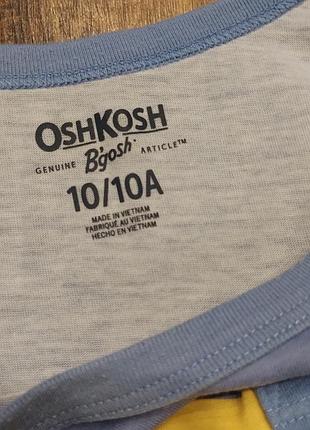 OSHKOSH
GENUINE B'gosh ARTICLE™
10/10A
MADE IN VIETNAM
FABRIQUÉ AU VIETNAM
HECHO EN VIETNAM